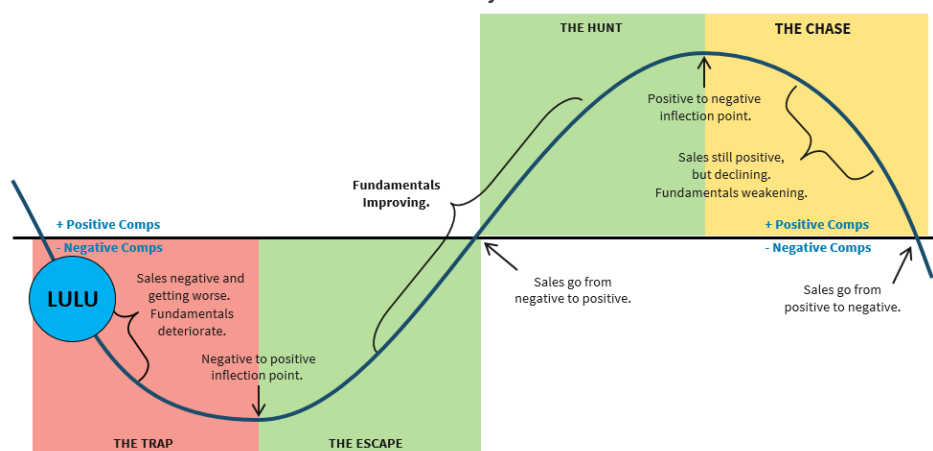 THE HUNT
THE CHASE
Positive to negative
inflection point.
Sales still positive,
but declining.
Fundamentals weakening.
Fundamentals
Improving.
+ Positive Comps
- Negative Comps
+ Positive Comps
- Negative Comps
LULU
Sales negative and
getting worse.
Fundamentals
deteriorate.
Sales go from
negative to positive.
Sales go from
positive to negative.
Negative to positive
inflection point.
THE TRAP
THE ESCAPE